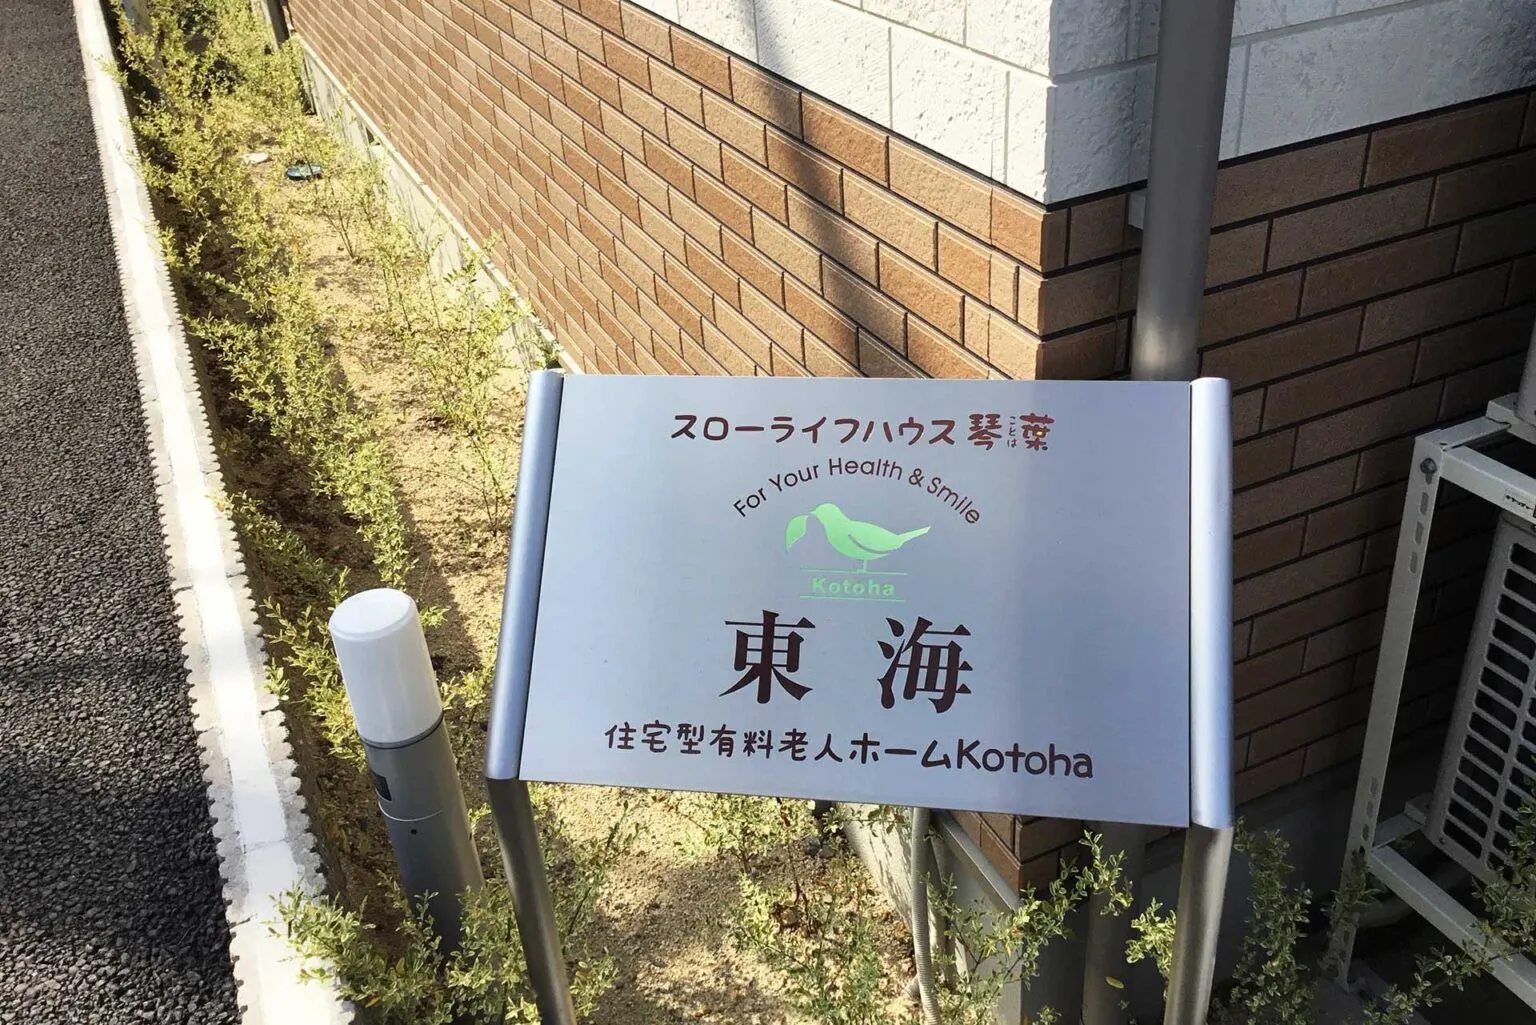 スローライフハウス琴葉
ことは
For Your Health & Smile
Kotoha
東海
住宅型有料老人ホームKotoha